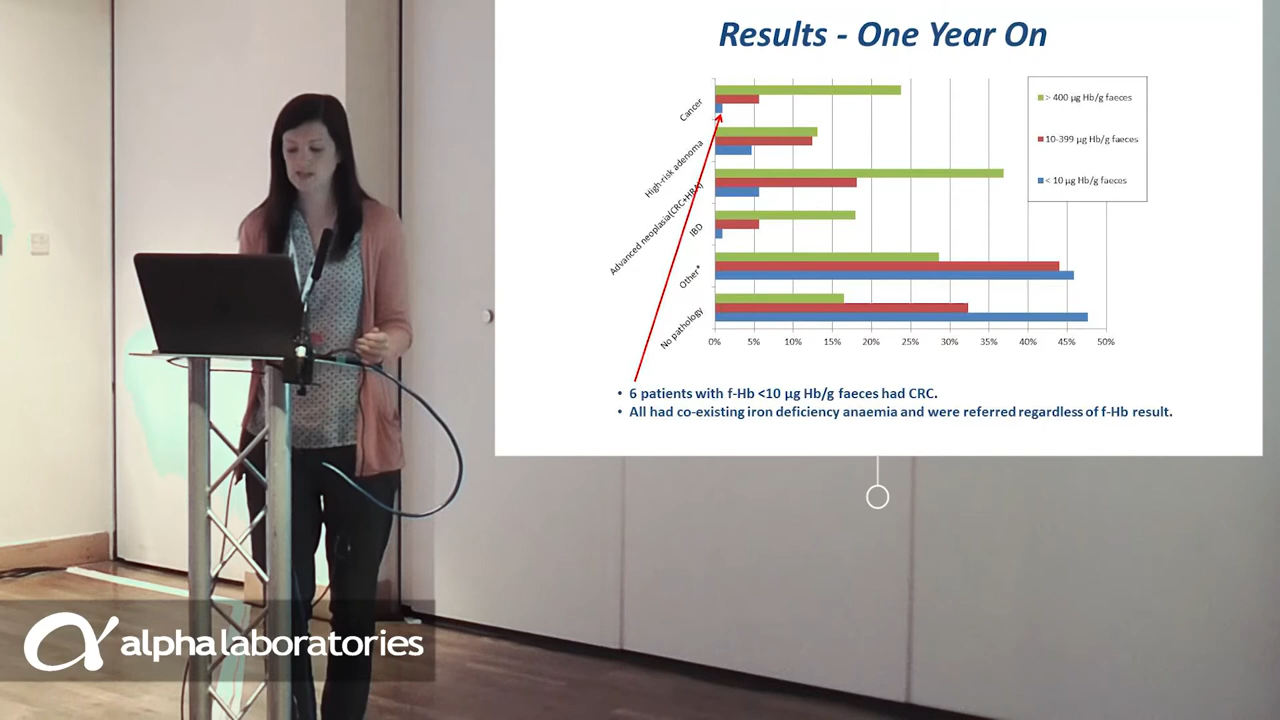 Results - One Year On
Cancer
High-risk adenoma
Advanced neoplasia(CRC+HRA)
IBD
Other*
No pathology
0% 5% 10% 15% 20% 25% 30% 35% 40% 45% 50%
> 400 µg Hb/g faeces
10-399 µg Hb/g faeces
< 10 µg Hb/g faeces
• 6 patients with f-Hb <10 µg Hb/g faeces had CRC.
• All had co-existing iron deficiency anaemia and were referred regardless of f-Hb result.
alpha laboratories